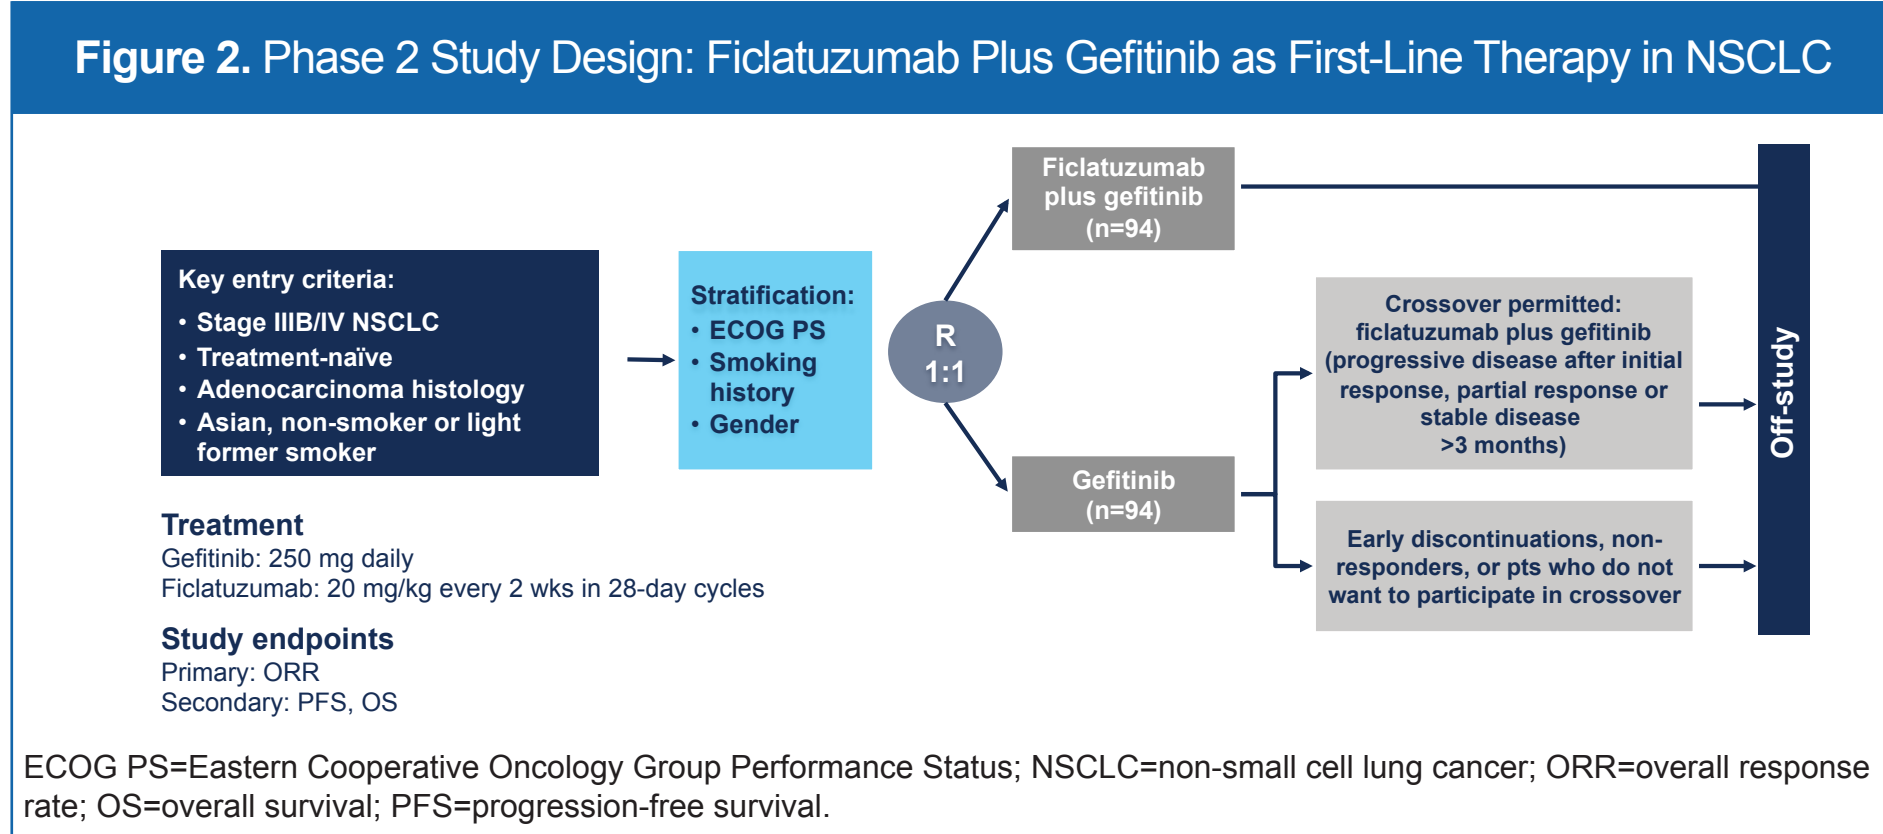 Figure 2. Phase 2 Study Design: Ficlatuzumab Plus Gefitinib as First-Line Therapy in NSCLC
Key entry criteria:
• Stage IIIB/IV NSCLC
• Treatment-naïve
• Adenocarcinoma histology
• Asian, non-smoker or light
former smoker
Stratification:
• ECOG PS
• Smoking
history
• Gender
R
1:1
Ficlatuzumab
plus gefitinib
(n=94)
Gefitinib
(n=94)
Crossover permitted:
ficlatuzumab plus gefitinib
(progressive disease after initial
response, partial response or
stable disease
>3 months)
Early discontinuations, non-
responders, or pts who do not
want to participate in crossover
Off-study
Treatment
Gefitinib: 250 mg daily
Ficlatuzumab: 20 mg/kg every 2 wks in 28-day cycles
Study endpoints
Primary: ORR
Secondary: PFS, OS
ECOG PS=Eastern Cooperative Oncology Group Performance Status; NSCLC=non-small cell lung cancer; ORR=overall response
rate; OS=overall survival; PFS=progression-free survival.